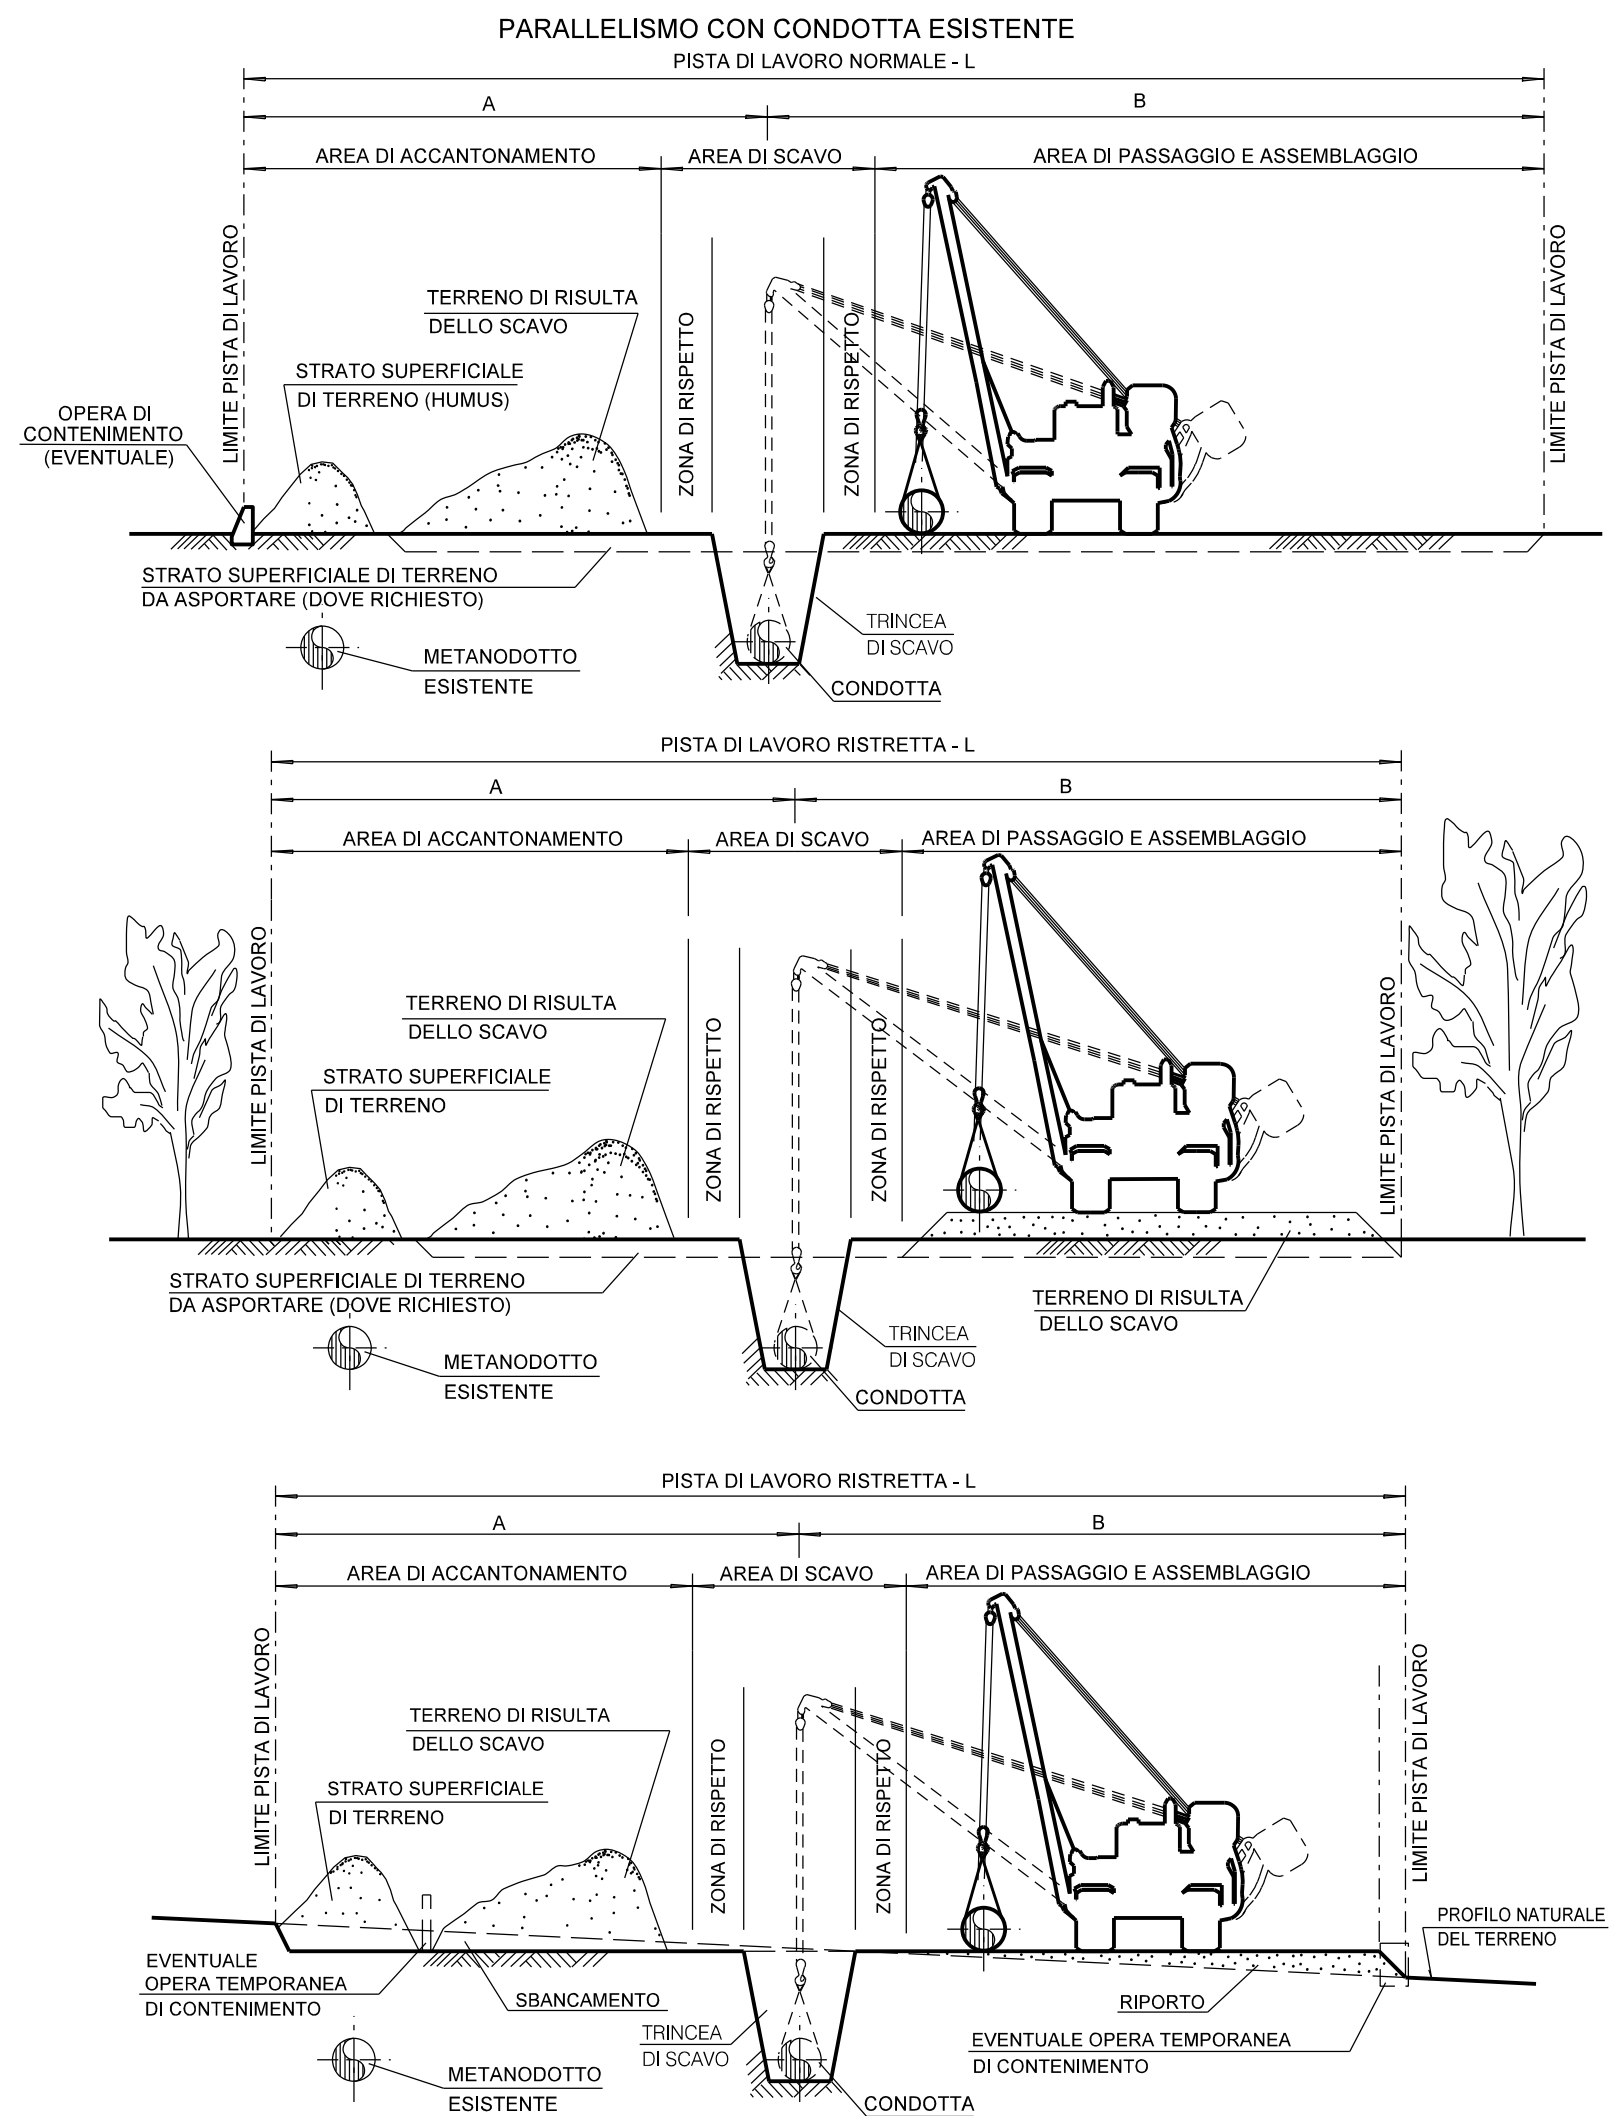 PARALLELISMO CON CONDOTTA ESISTENTE
PISTA DI LAVORO NORMALE - L
A
B
AREA DI ACCANTONAMENTO
AREA DI SCAVO
AREA DI PASSAGGIO E ASSEMBLAGGIO
LIMITE PISTA DI LAVORO
TERRENO DI RISULTA
DELLO SCAVO
STRATO SUPERFICIALE
DI TERRENO (HUMUS)
OPERA DI
CONTENIMENTO
(EVENTUALE)
ZONA DI RISPETTO
ZONA DI RISPETTO
LIMITE PISTA DI LAVORO
STRATO SUPERFICIALE DI TERRENO
DA ASPORTARE (DOVE RICHIESTO)
METANODOTTO
ESISTENTE
TRINCEA
DI SCAVO
CONDOTTA
PISTA DI LAVORO RISTRETTA - L
A
B
AREA DI ACCANTONAMENTO
AREA DI SCAVO
AREA DI PASSAGGIO E ASSEMBLAGGIO
LIMITE PISTA DI LAVORO
TERRENO DI RISULTA
DELLO SCAVO
STRATO SUPERFICIALE
DI TERRENO
ZONA DI RISPETTO
ZONA DI RISPETTO
LIMITE PISTA DI LAVORO
STRATO SUPERFICIALE DI TERRENO
DA ASPORTARE (DOVE RICHIESTO)
METANODOTTO
ESISTENTE
TRINCEA
DI SCAVO
CONDOTTA
TERRENO DI RISULTA
DELLO SCAVO
PISTA DI LAVORO RISTRETTA - L
A
B
AREA DI ACCANTONAMENTO
AREA DI SCAVO
AREA DI PASSAGGIO E ASSEMBLAGGIO
LIMITE PISTA DI LAVORO
TERRENO DI RISULTA
DELLO SCAVO
STRATO SUPERFICIALE
DI TERRENO
ZONA DI RISPETTO
ZONA DI RISPETTO
LIMITE PISTA DI LAVORO
PROFILO NATURALE
DEL TERRENO
EVENTUALE
OPERA TEMPORANEA
DI CONTENIMENTO
SBANCAMENTO
RIPORTO
TRINCEA
DI SCAVO
EVENTUALE OPERA TEMPORANEA
DI CONTENIMENTO
METANODOTTO
ESISTENTE
CONDOTTA